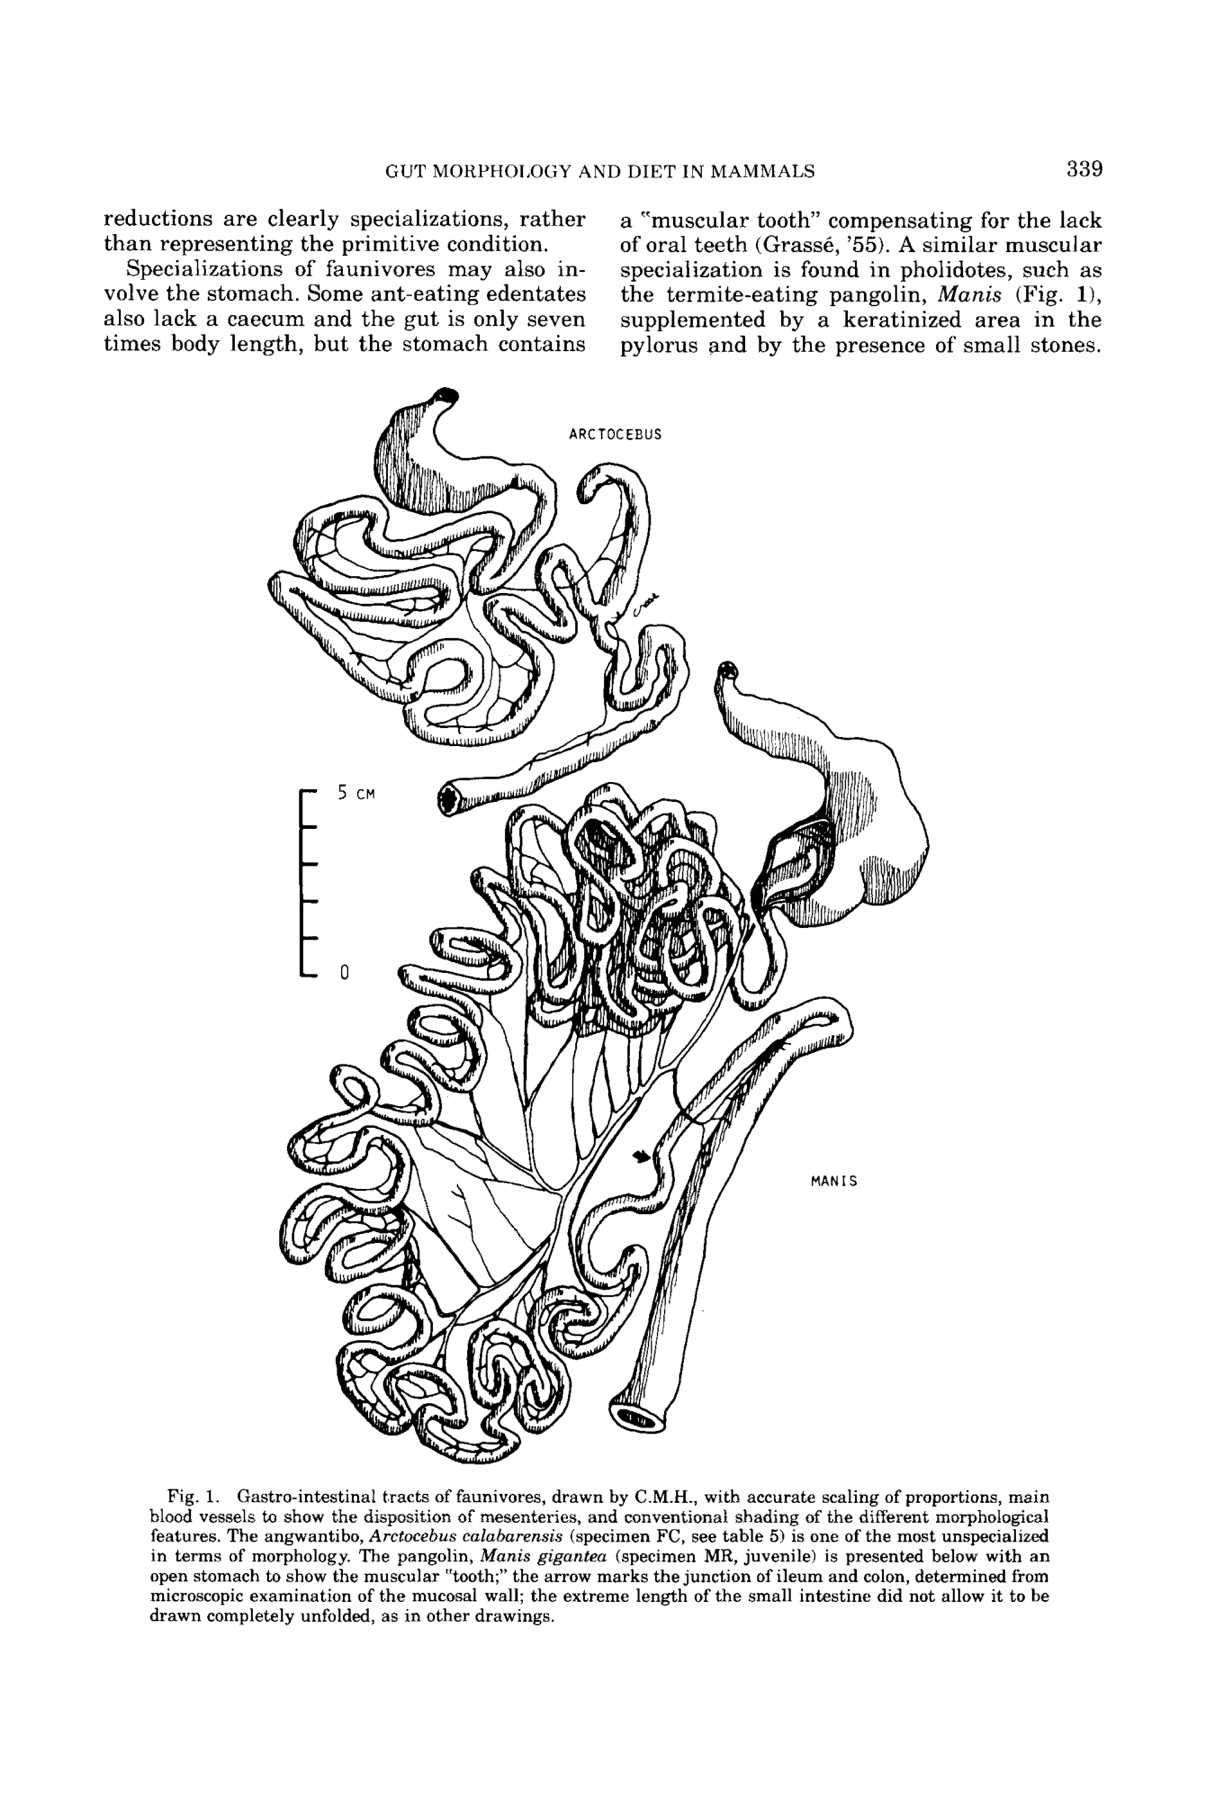 GUT MORPHOLOGY AND DIET IN MAMMALS 339
reductions are clearly specializations, rather
than representing the primitive condition.
Specializations of faunivores may also in-
volve the stomach. Some ant-eating edentates
also lack a caecum and the gut is only seven
times body length, but the stomach contains
a "muscular tooth" compensating for the lack
of oral teeth (Grassé, '55). A similar muscular
specialization is found in pholidotes, such as
the termite-eating pangolin, Manis (Fig. 1),
supplemented by a keratinized area in the
pylorus and by the presence of small stones.
ARCTOCEBUS
5 CM
0
MANIS
Fig. 1. Gastro-intestinal tracts of faunivores, drawn by C.M.H., with accurate scaling of proportions, main
blood vessels to show the disposition of mesenteries, and conventional shading of the different morphological
features. The angwantibo, Arctocebus calabarensis (specimen FC, see table 5) is one of the most unspecialized
in terms of morphology. The pangolin, Manis gigantea (specimen MR, juvenile) is presented below with an
open stomach to show the muscular "tooth;" the arrow marks the junction of ileum and colon, determined from
microscopic examination of the mucosal wall; the extreme length of the small intestine did not allow it to be
drawn completely unfolded, as in other drawings.